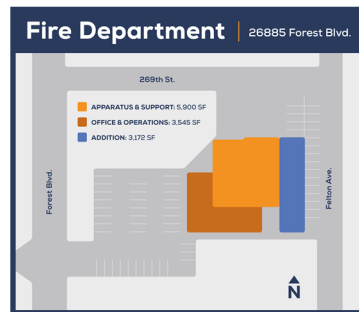 Fire Department | 26885 Forest Blvd.
269th St.
APPARATUS & SUPPORT: 5,900 SF
OFFICE & OPERATIONS: 3,545 SF
ADDITION: 3,172 SF
Forest Blvd.
Felton Ave.
N